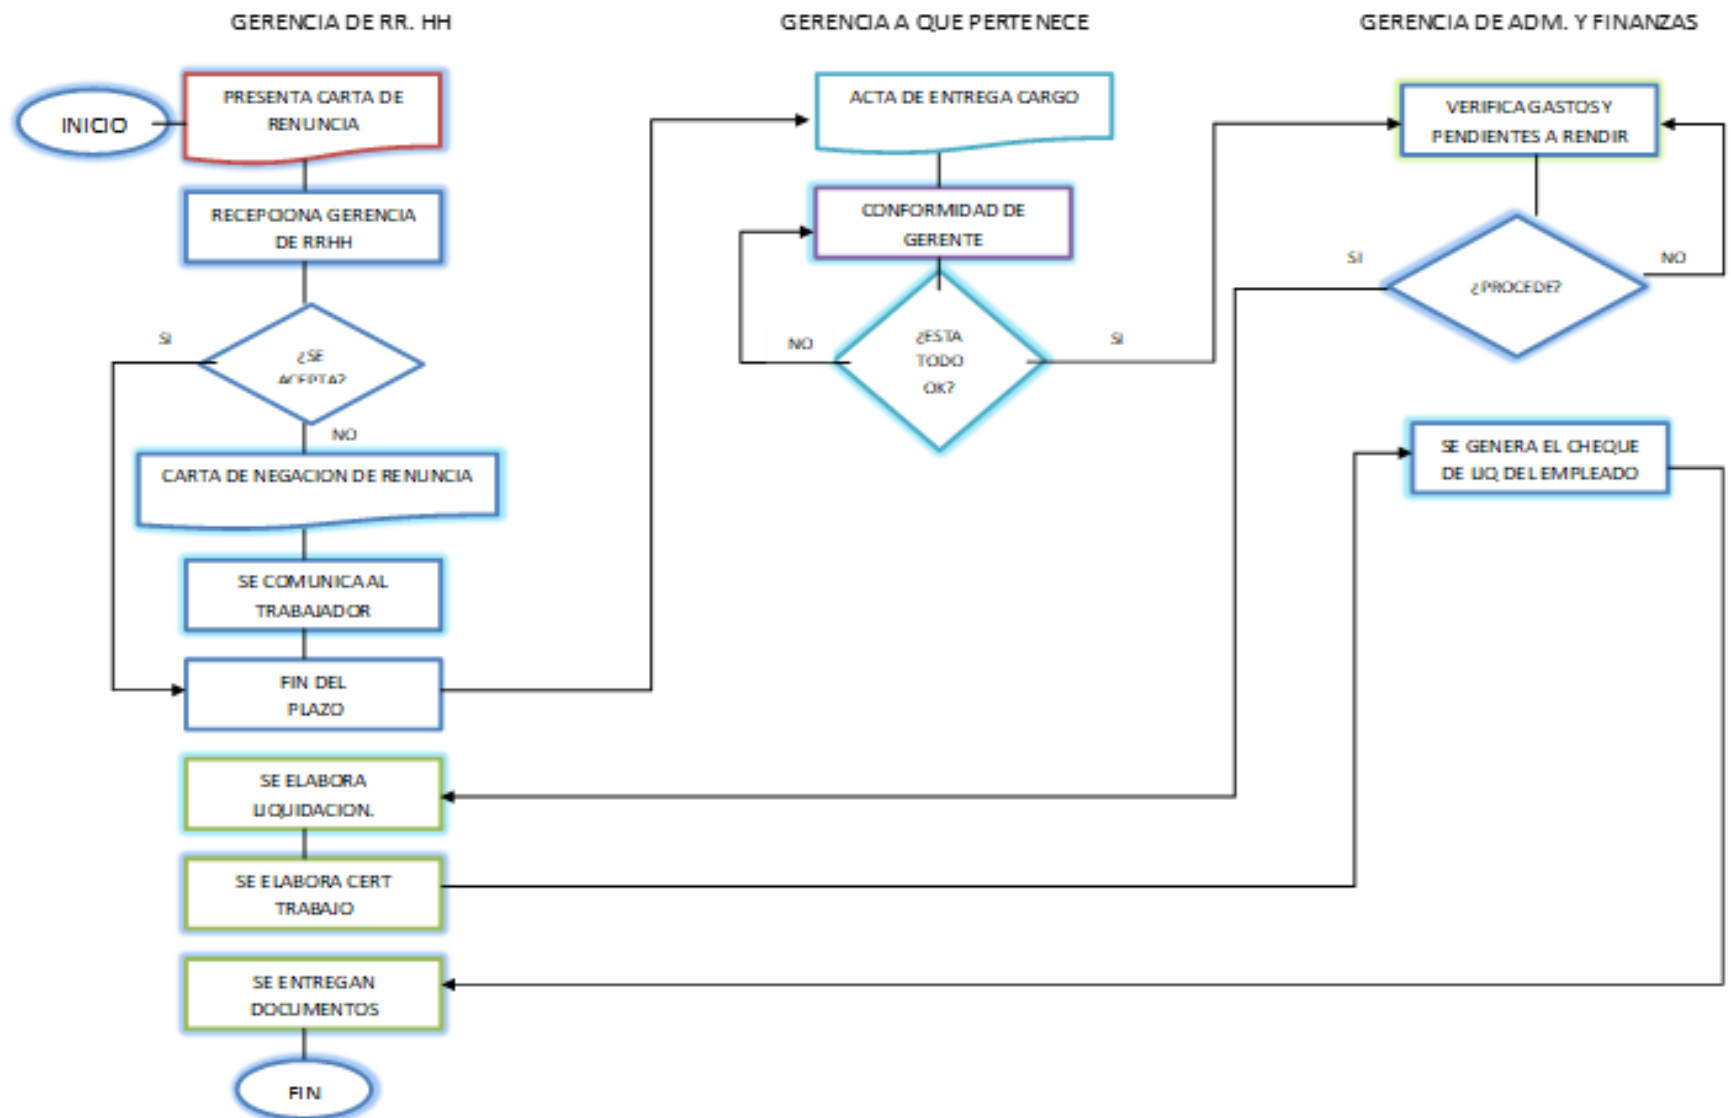 GERENCIA DE RR. HH
GERENCIA A QUE PERTENECE
GERENCIA DE ADM. Y FINANZAS
INICIO
PRESENTA CARTA DE
RENUNCIA
RECEPCIONA GERENCIA
DE RRHH
SI
¿SE
ACEPTA?
NO
CARTA DE NEGACION DE RENUNCIA
SE COMUNICA AL
TRABAJADOR
FIN DEL
PLAZO
SE ELABORA
LIQUIDACION.
SE ELABORA CERT
TRABAJO
SE ENTREGAN
DOCUMENTOS
FIN
ACTA DE ENTREGA CARGO
CONFORMIDAD DE
GERENTE
NO
¿ESTA
TODO
OK?
SI
VERIFICA GASTOS Y
PENDIENTES A RENDIR
SI
¿PROCEDE?
NO
SE GENERA EL CHEQUE
DE LIQ DEL EMPLEADO